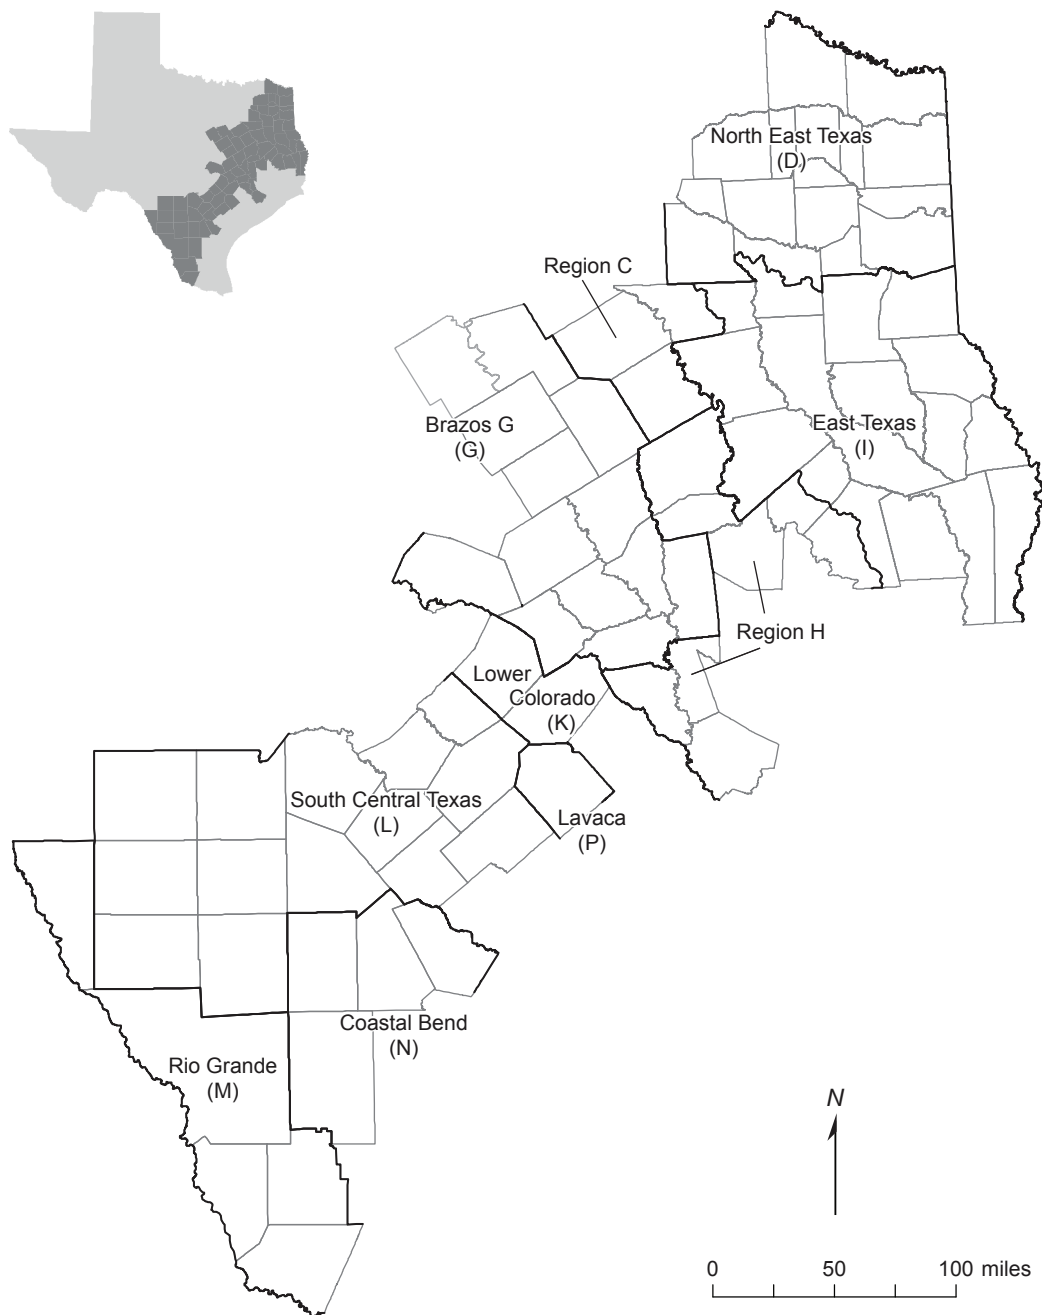 North East Texas
(D)
Region C
Brazos G
(G)
East Texas
(I)
Region H
Lower
Colorado
(K)
South Central Texas
(L)
Lavaca
(P)
Coastal Bend
(N)
Rio Grande
(M)
N
0 50 100 miles